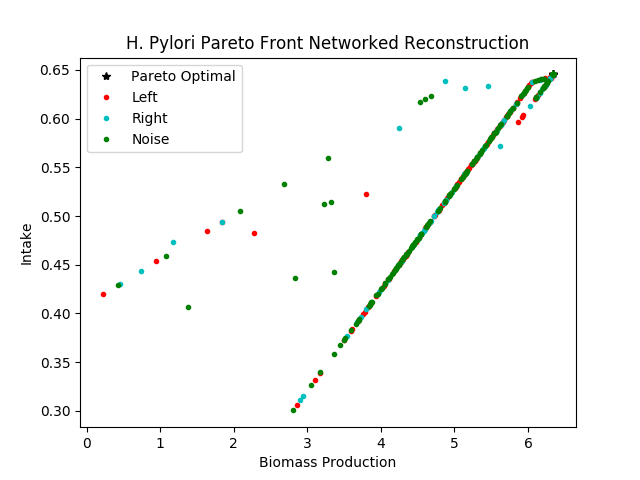 H. Pylori Pareto Front Networked Reconstruction
Pareto Optimal
Left
Right
Noise
Intake
0.65
0.60
0.55
0.50
0.45
0.40
0.35
0.30
0 1 2 3 4 5 6
Biomass Production